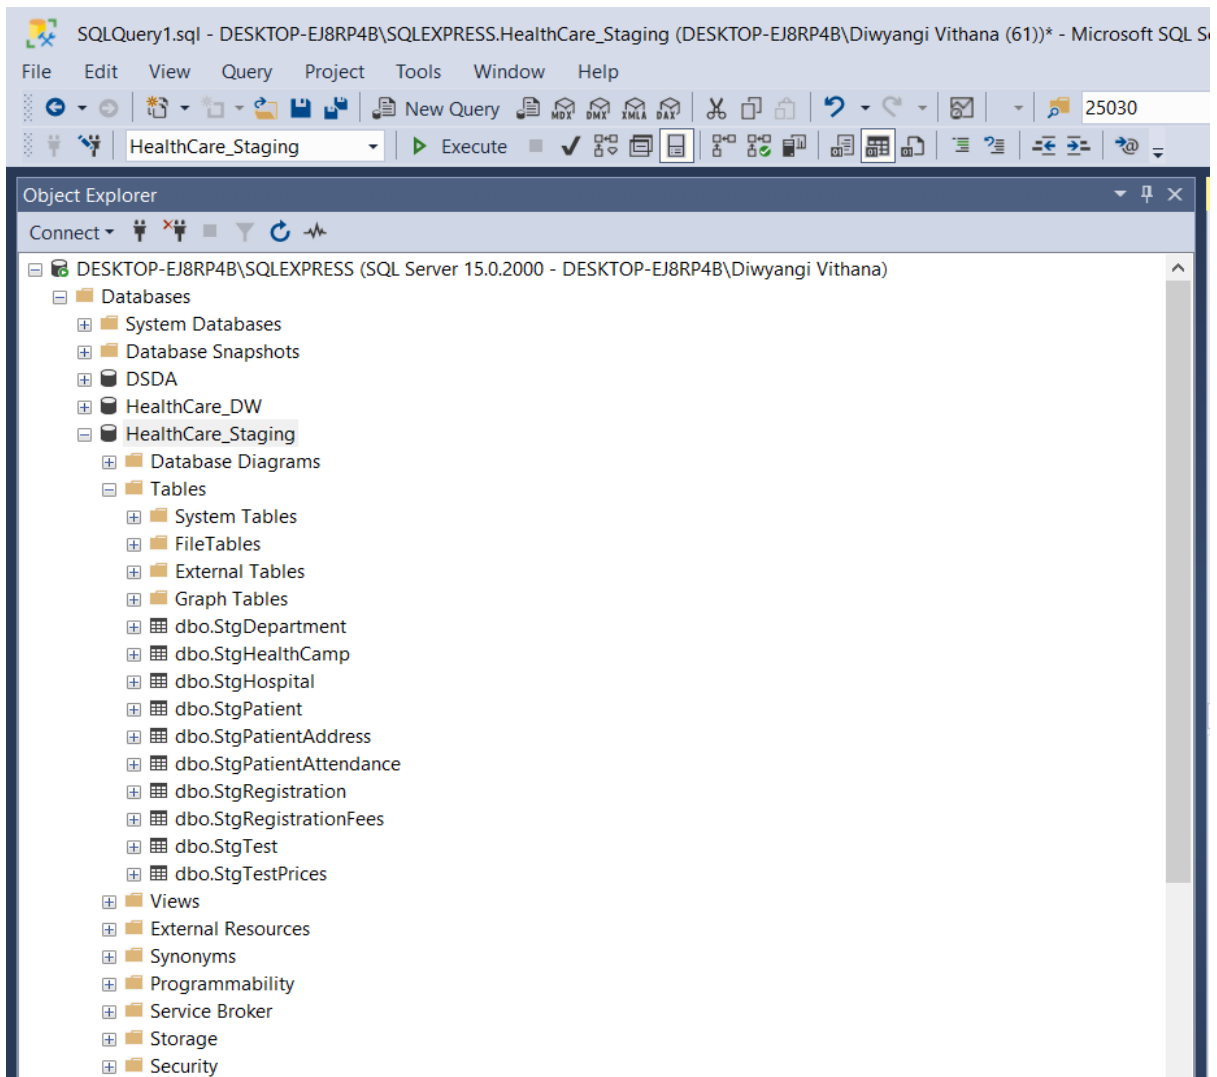 SQLQuery1.sql - DESKTOP-EJ8RP4B\SQLEXPRESS.HealthCare_Staging (DESKTOP-EJ8RP4B\Diwyangi Vithana (61))* - Microsoft SQL S
File Edit View Query Project Tools Window Help
New Query MDX DMX XMLA DAX 25030
HealthCare_Staging Execute
Object Explorer
Connect
DESKTOP-EJ8RP4B\SQLEXPRESS (SQL Server 15.0.2000 - DESKTOP-EJ8RP4B\Diwyangi Vithana)
Databases
System Databases
Database Snapshots
DSDA
HealthCare_DW
HealthCare_Staging
Database Diagrams
Tables
System Tables
FileTables
External Tables
Graph Tables
dbo.StgDepartment
dbo.StgHealthCamp
dbo.StgHospital
dbo.StgPatient
dbo.StgPatientAddress
dbo.StgPatientAttendance
dbo.StgRegistration
dbo.StgRegistrationFees
dbo.StgTest
dbo.StgTestPrices
Views
External Resources
Synonyms
Programmability
Service Broker
Storage
Security